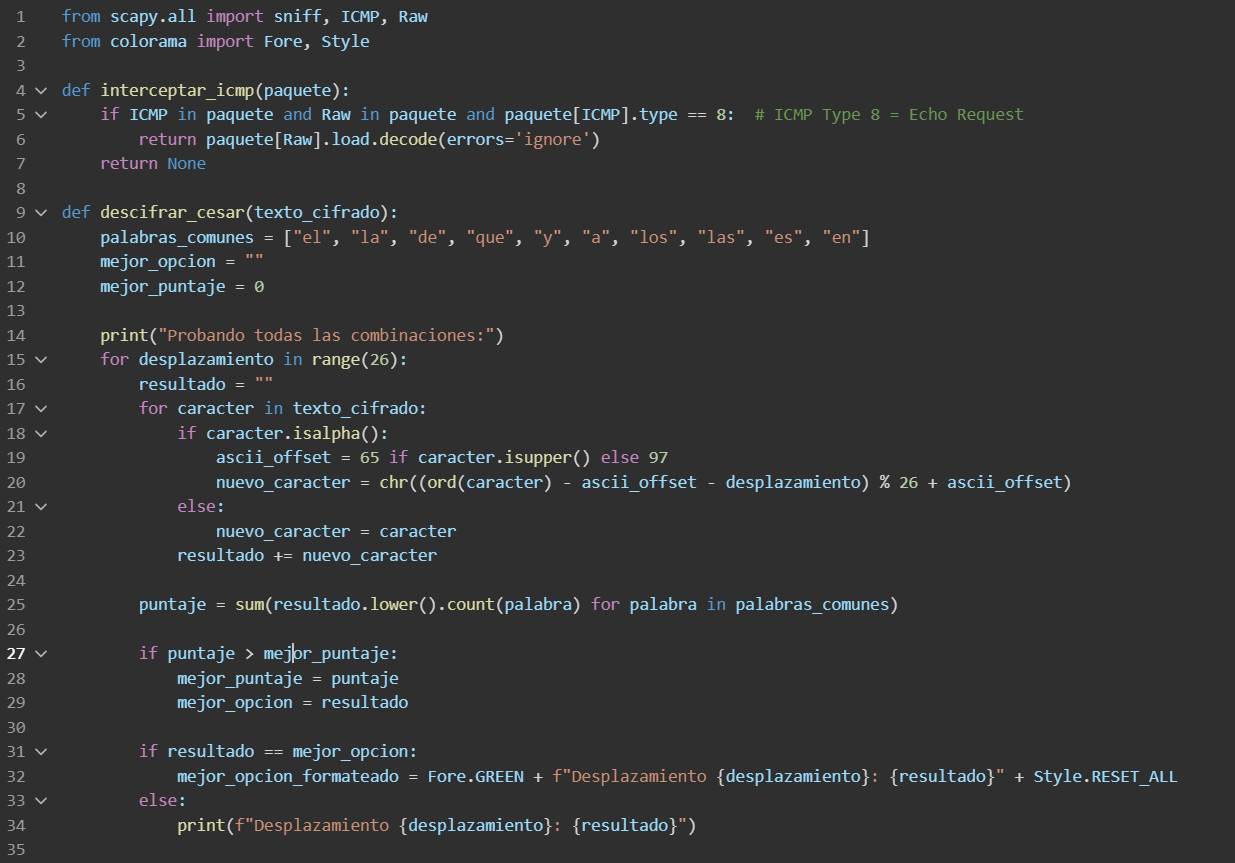 1 from scapy.all import sniff, ICMP, Raw
2 from colorama import Fore, Style
3
4 def interceptar_icmp(paquete):
5     if ICMP in paquete and Raw in paquete and paquete[ICMP].type == 8:  # ICMP Type 8 = Echo Request
6         return paquete[Raw].load.decode(errors='ignore')
7     return None
8
9 def descifrar_cesar(texto_cifrado):
10     palabras_comunes = ["el", "la", "de", "que", "y", "a", "los", "las", "es", "en"]
11     mejor_opcion = ""
12     mejor_puntaje = 0
13
14     print("Probando todas las combinaciones:")
15     for desplazamiento in range(26):
16         resultado = ""
17         for caracter in texto_cifrado:
18             if caracter.isalpha():
19                 ascii_offset = 65 if caracter.isupper() else 97
20                 nuevo_caracter = chr((ord(caracter) - ascii_offset - desplazamiento) % 26 + ascii_offset)
21             else:
22                 nuevo_caracter = caracter
23             resultado += nuevo_caracter
24
25         puntaje = sum(resultado.lower().count(palabra) for palabra in palabras_comunes)
26
27         if puntaje > mejor_puntaje:
28             mejor_puntaje = puntaje
29             mejor_opcion = resultado
30
31         if resultado == mejor_opcion:
32             mejor_opcion_formateado = Fore.GREEN + f"Desplazamiento {desplazamiento}: {resultado}" + Style.RESET_ALL
33         else:
34             print(f"Desplazamiento {desplazamiento}: {resultado}")
35